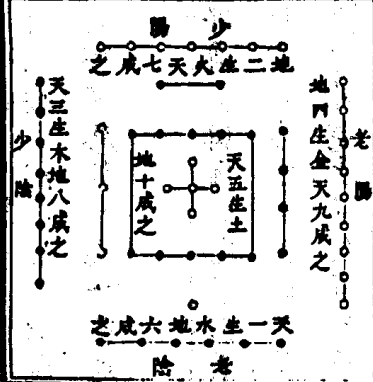 少陽
地二生火天七成之
老陽
地四生金天九成之
天五生土
地十成之
天三生木地八成之
少陰
天一生水地六成之
老陰